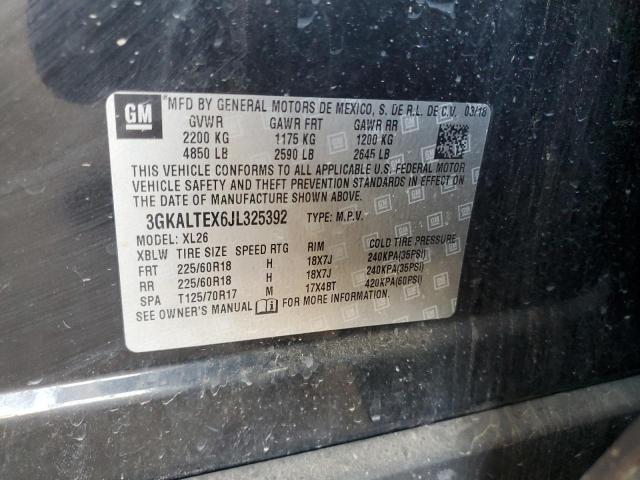 GM
MFD BY GENERAL MOTORS DE MEXICO, S. DE R.L. DE C.V. 03/18
GVWR GAWR FRT GAWR RR
2200 KG 1175 KG 1200 KG
4850 LB 2590 LB 2645 LB
THIS VEHICLE CONFORMS TO ALL APPLICABLE U.S. FEDERAL MOTOR
VEHICLE SAFETY AND THEFT PREVENTION STANDARDS IN EFFECT ON
THE DATE OF MANUFACTURE SHOWN ABOVE.
3GKALTEX6JL325392 TYPE: M.P.V.
MODEL: XL26
XBLW TIRE SIZE SPEED RTG RIM COLD TIRE PRESSURE
FRT 225/60R18 H 18X7J 240KPA(35PSI)
RR 225/60R18 H 18X7J 240KPA(35PSI)
SPA T125/70R17 M 17X4BT 420KPA(60PSI)
SEE OWNER'S MANUAL FOR MORE INFORMATION.